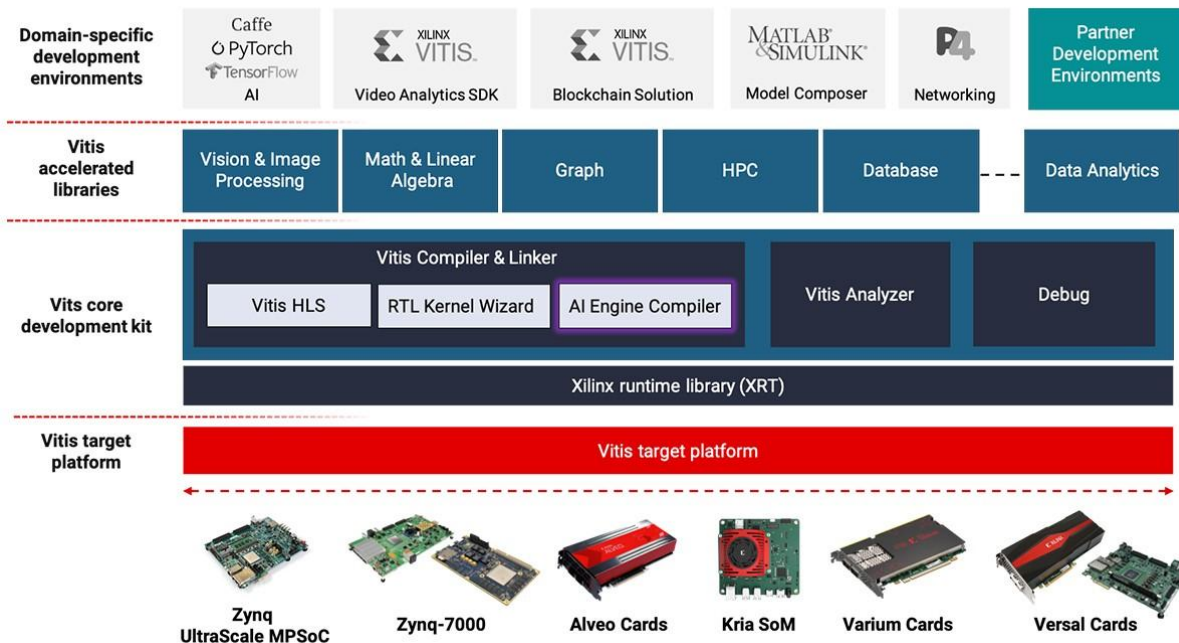 Domain-specific
development
environments
Caffe
PyTorch
TensorFlow
AI
XILINX
VITIS
Video Analytics SDK
XILINX
VITIS
Blockchain Solution
MATLAB®
&SIMULINK®
Model Composer
P4
Networking
Partner
Development
Environments
Vitis
accelerated
libraries
Vision & Image
Processing
Math & Linear
Algebra
Graph
HPC
Database
Data Analytics
Vits core
development kit
Vitis Compiler & Linker
Vitis HLS
RTL Kernel Wizard
AI Engine Compiler
Vitis Analyzer
Debug
Xilinx runtime library (XRT)
Vitis target
platform
Vitis target platform
Zynq
UltraScale MPSoC
Zynq-7000
Alveo Cards
Kria SoM
Varium Cards
Versal Cards